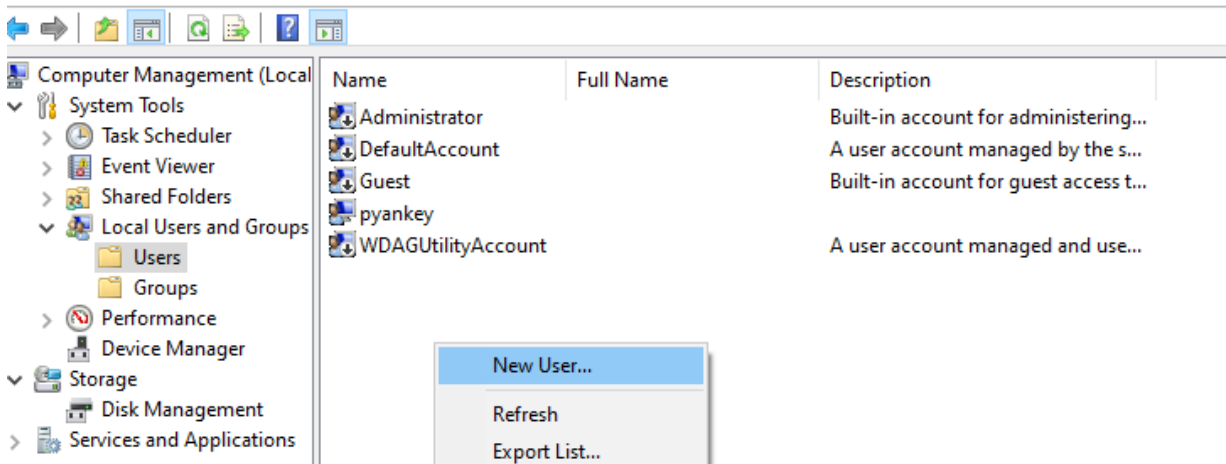 Computer Management (Local
System Tools
Task Scheduler
Event Viewer
Shared Folders
Local Users and Groups
Users
Groups
Performance
Device Manager
Storage
Disk Management
Services and Applications
Name Full Name Description
Administrator Built-in account for administering...
DefaultAccount A user account managed by the s...
Guest Built-in account for guest access t...
pyankey
WDAGUtilityAccount A user account managed and use...
New User...
Refresh
Export List...